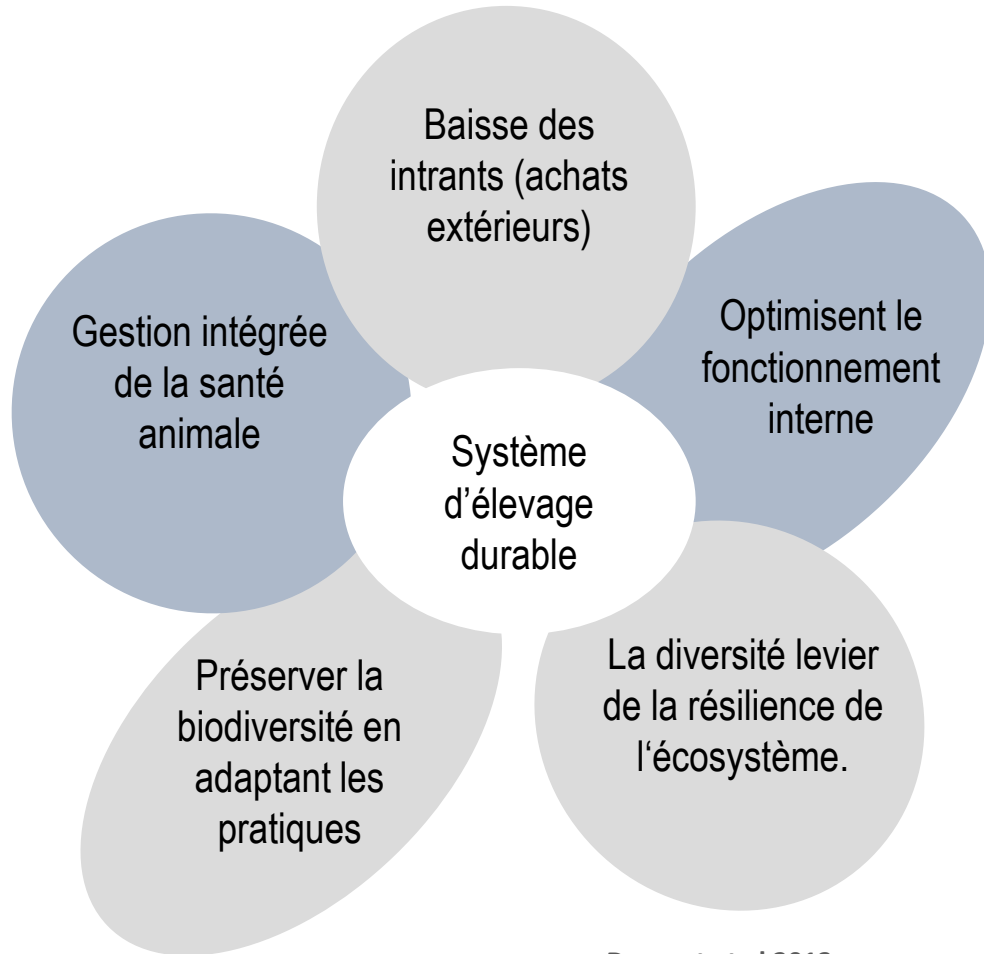 Baisse des
intrants (achats
extérieurs)
Gestion intégrée
de la santé
animale
Optimisent le
fonctionnement
interne
Système
d’élevage
durable
Préserver la
biodiversité en
adaptant les
pratiques
La diversité levier
de la résilience de
l‘écosystème.